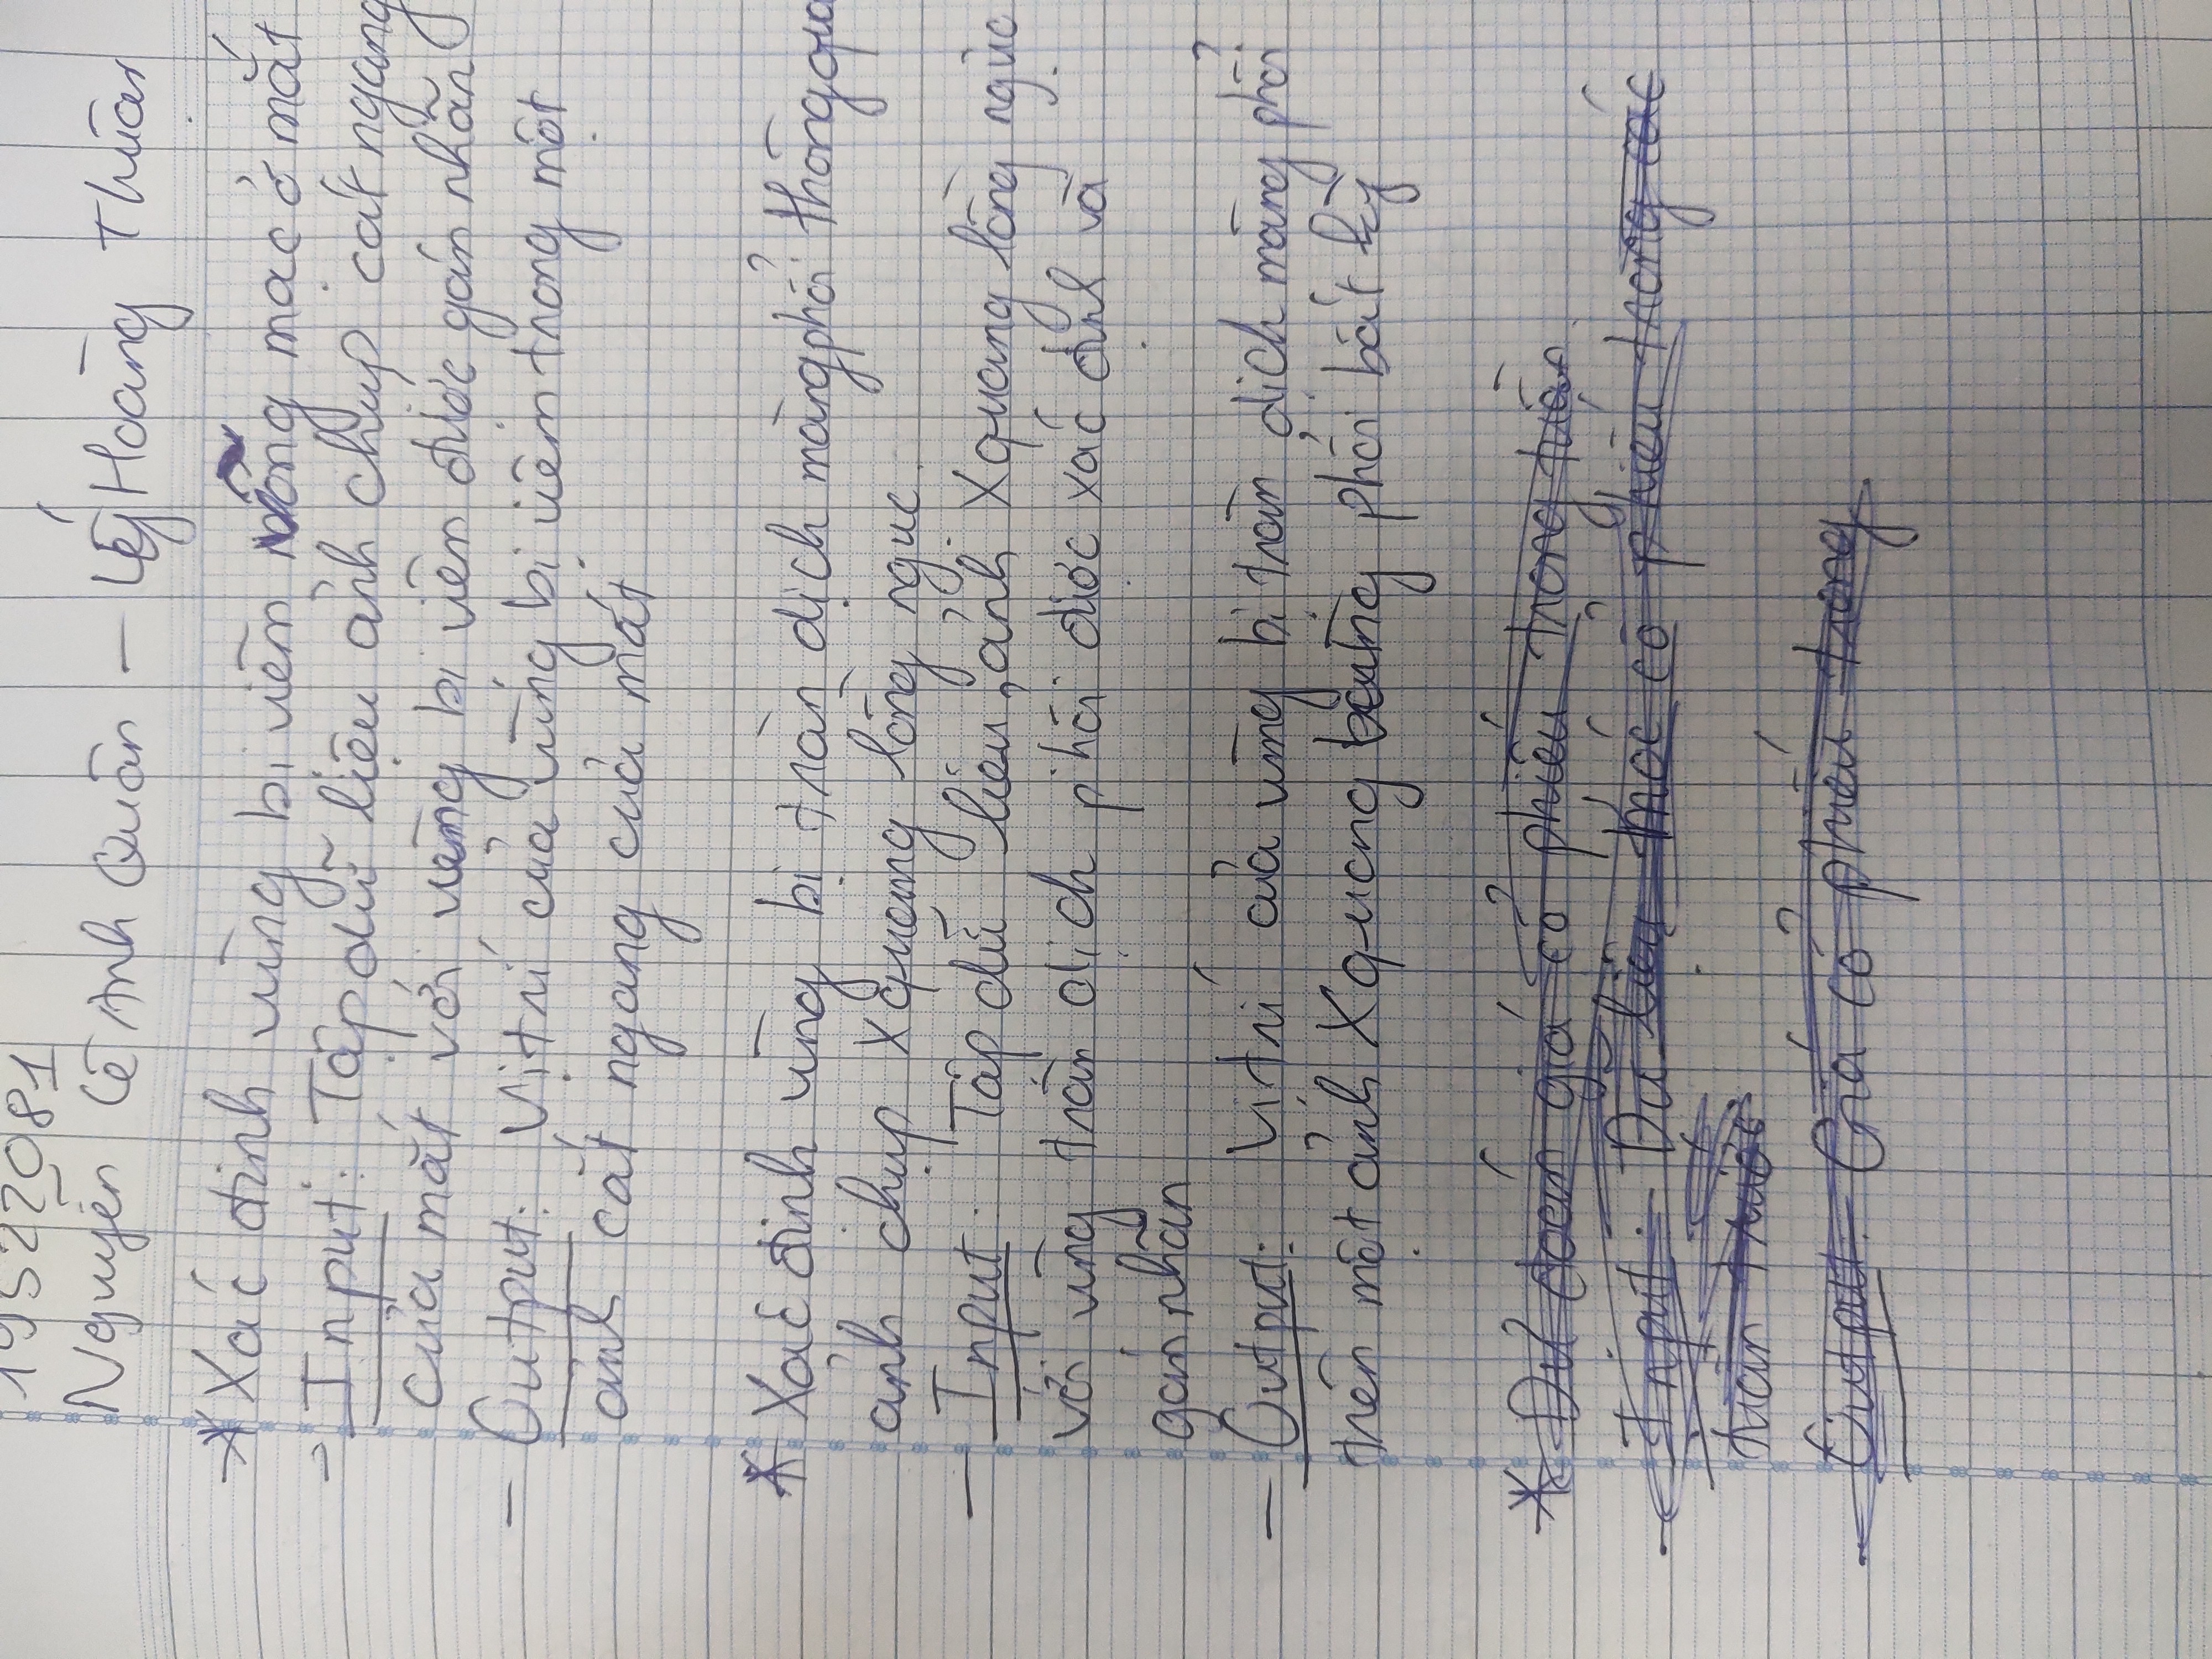 19522081
Nguyễn Lê Anh Quân - Lý Hoàng Thuận
* Xác định vùng bị viêm võng mạc ở mắt
- Input: Tập dữ liệu ảnh chụp cắt ngang
của mắt với vùng bị viêm được gán nhãn
- Output: Vị trí của vùng bị viêm trong một
ảnh cắt ngang của mắt
* Xác định vùng bị tràn dịch màng phổi thông qua
ảnh chụp X quang lồng ngực.
- Input: Tập dữ liệu ảnh X quang lồng ngực
với vùng tràn dịch phổi được xác định và
gán nhãn
- Output: Vị trí của vùng bị tràn dịch màng phổi
trên một ảnh X quang phổi bất kỳ
* Dự đoán giá cổ phiếu trong tuần
- Input: Dữ liệu cổ phiếu trong các
tuần trước
- Output: Giá cổ phiếu trong